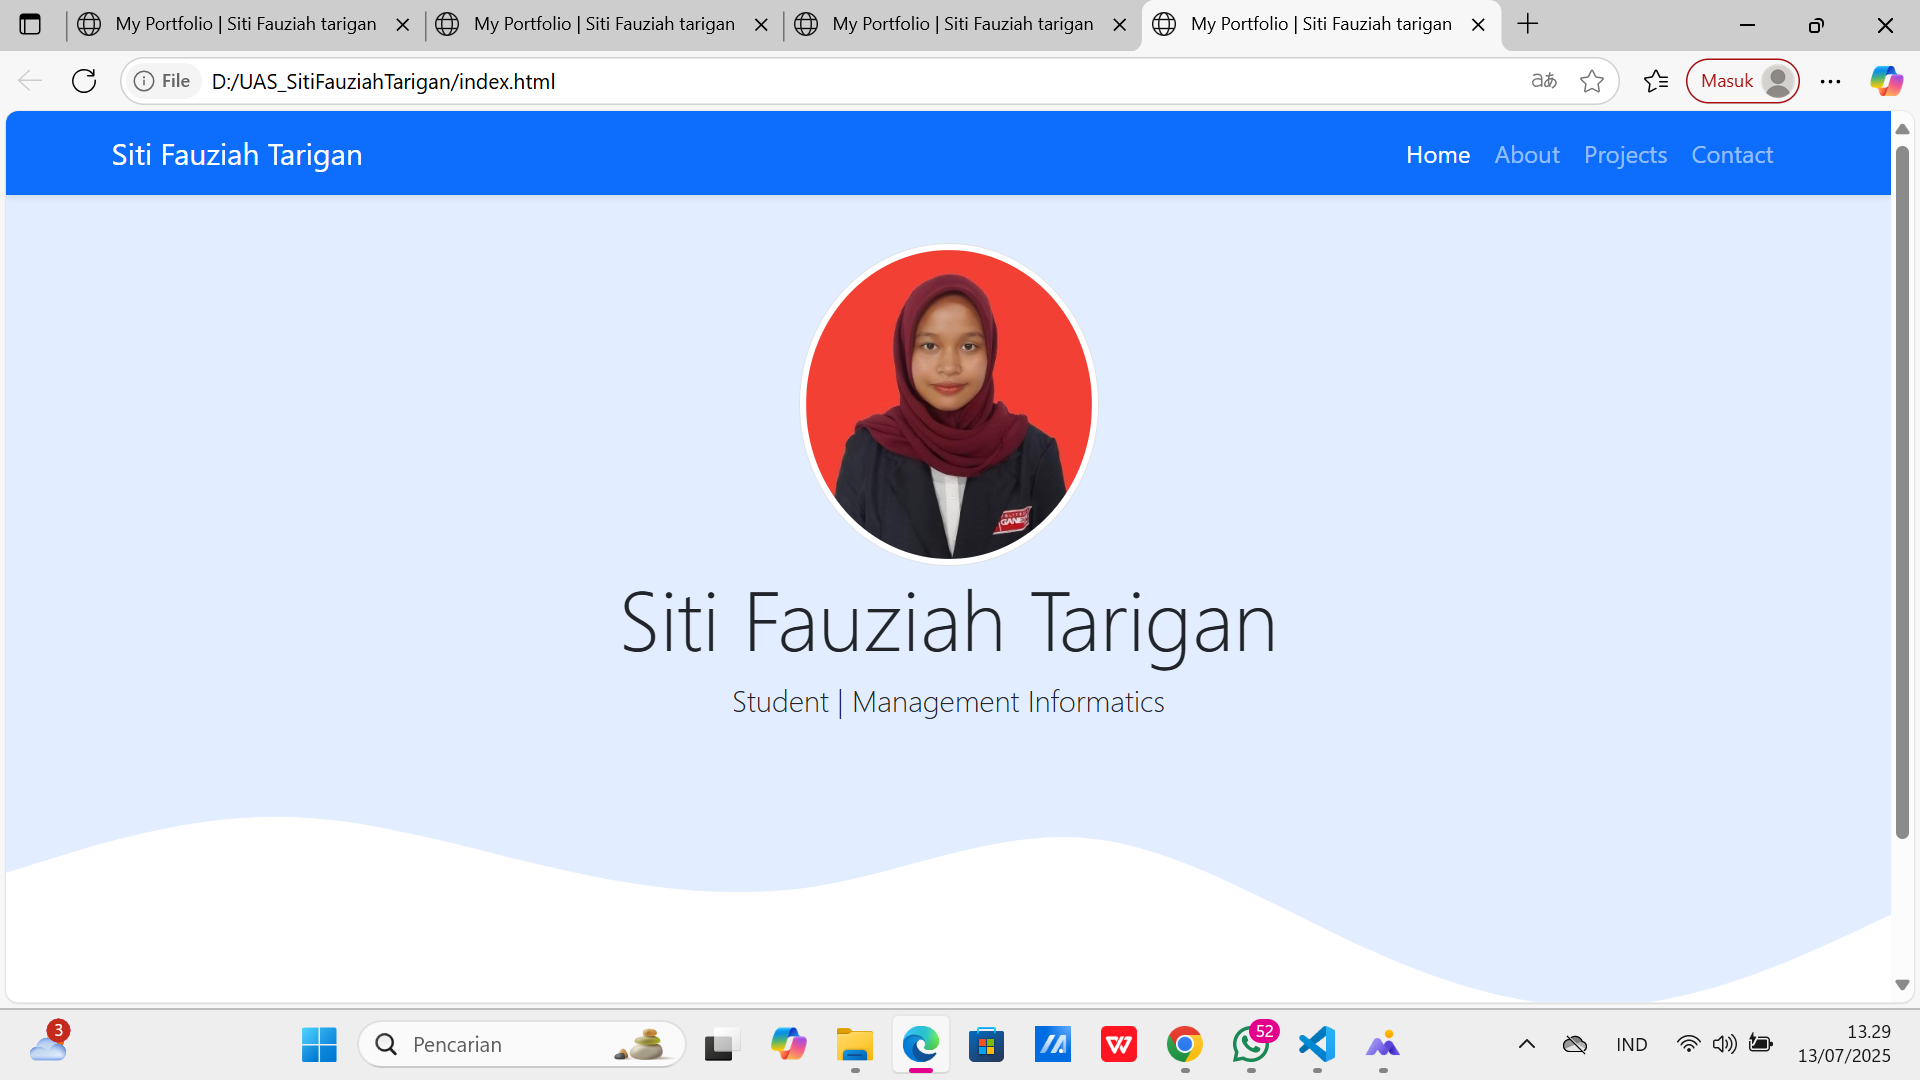 My Portfolio | Siti Fauziah tarigan
My Portfolio | Siti Fauziah tarigan
My Portfolio | Siti Fauziah tarigan
My Portfolio | Siti Fauziah tarigan
File D:/UAS_SitiFauziahTarigan/index.html
aあ
Masuk
Siti Fauziah Tarigan
Home About Projects Contact
Siti Fauziah Tarigan
Student | Management Informatics
3
Pencarian
52
IND
13.29
13/07/2025